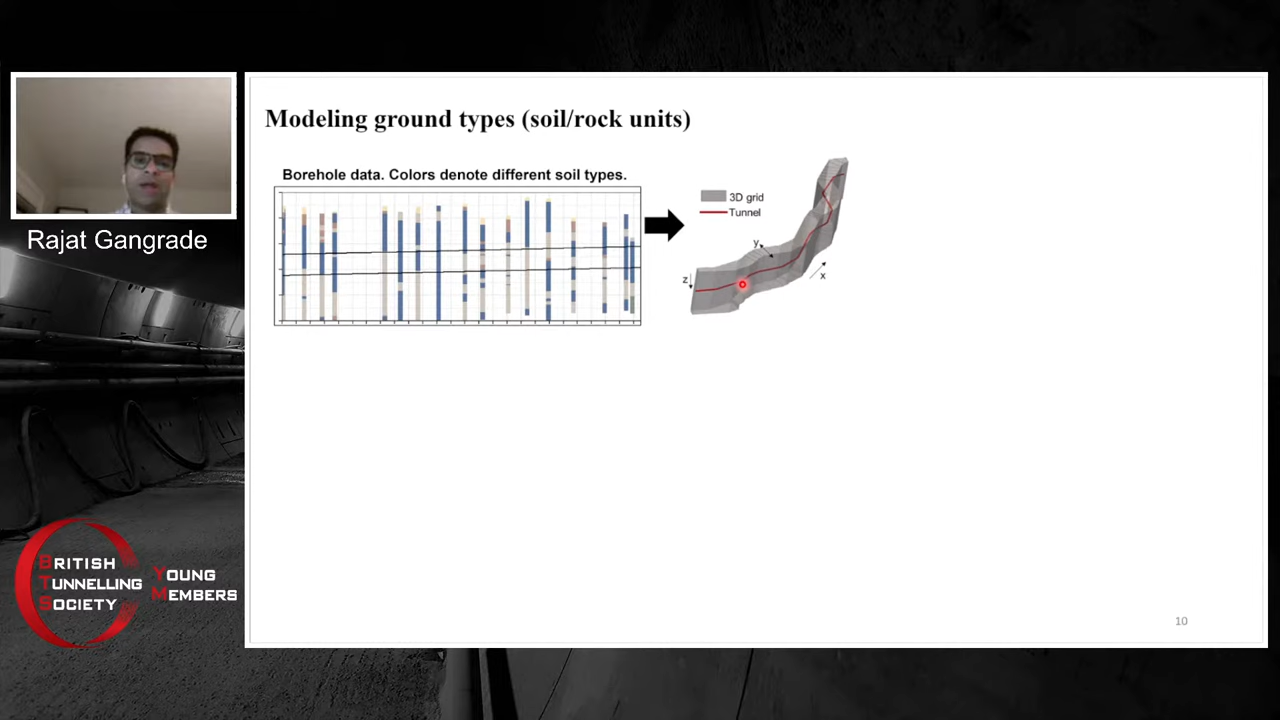 Modeling ground types (soil/rock units)
Borehole data. Colors denote different soil types.
3D grid
Tunnel
y
z
x
Rajat Gangrade
BRITISH
TUNNELLING
SOCIETY
YOUNG
MEMBERS
10